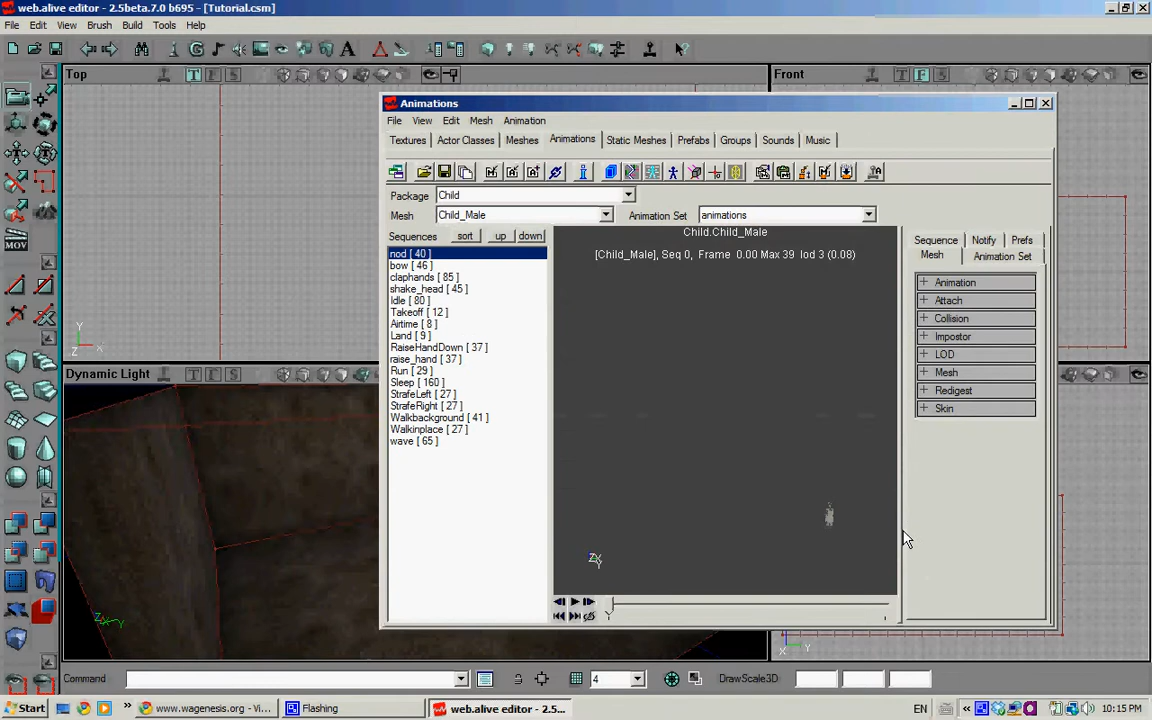 web.alive editor - 2.5beta.7.0 b695 - [Tutorial.csm]
File Edit View Brush Build Tools Help
Top
T F S
Front
T F S
MOV
Animations
File View Edit Mesh Animation
Textures Actor Classes Meshes Animations Static Meshes Prefabs Groups Sounds Music
Package Child
Mesh Child_Male Animation Set animations
Sequences sort up down
Child.Child_Male
[Child_Male], Seq 0, Frame 0.00 Max 39 lod 3 (0.08)
nod [ 40 ]
bow [ 46 ]
claphands [ 85 ]
shake_head [ 45 ]
Idle [ 80 ]
Takeoff [ 12 ]
Airtime [ 8 ]
Land [ 9 ]
RaiseHandDown [ 37 ]
raise_hand [ 37 ]
Run [ 29 ]
Sleep [ 160 ]
StrafeLeft [ 27 ]
StrafeRight [ 27 ]
Walkbackground [ 41 ]
Walkinplace [ 27 ]
wave [ 65 ]
Sequence Notify Prefs
Mesh Animation Set
+ Animation
+ Attach
+ Collision
+ Impostor
+ LOD
+ Mesh
+ Redigest
+ Skin
Y
Z X
Dynamic Light
T F S
Z X Y
X Y
Command
4
DrawScale3D
Start
www.wagenesis.org - Vi...
Flashing
web.alive editor - 2.5...
EN
10:15 PM